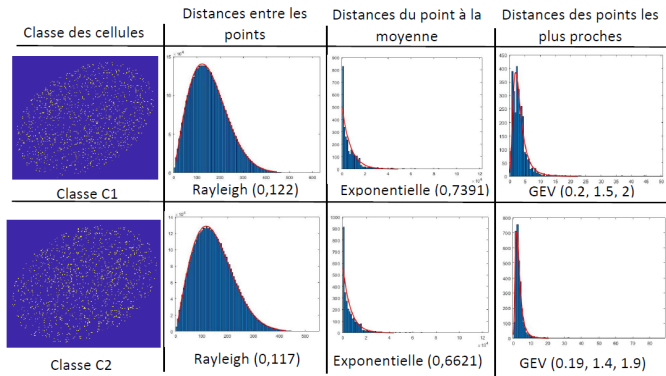 Classe des cellules
Distances entre les
points
Distances du point à la
moyenne
Distances des points les
plus proches
Classe C1
Rayleigh (0,122)
Exponentielle (0,7391)
GEV (0.2, 1.5, 2)
Classe C2
Rayleigh (0,117)
Exponentielle (0,6621)
GEV (0.19, 1.4, 1.9)